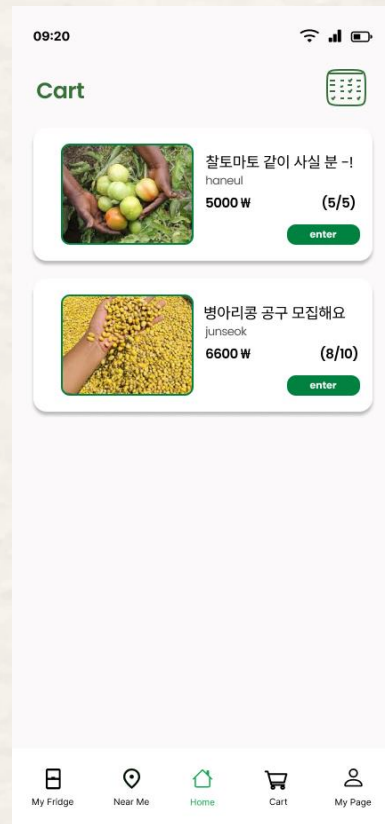 09:20
Cart
찰토마토 같이 사실 분 -!
haneul
5000 ₩
(5/5)
enter
병아리콩 공구 모집해요
junseok
6600 ₩
(8/10)
enter
My Fridge
Near Me
Home
Cart
My Page